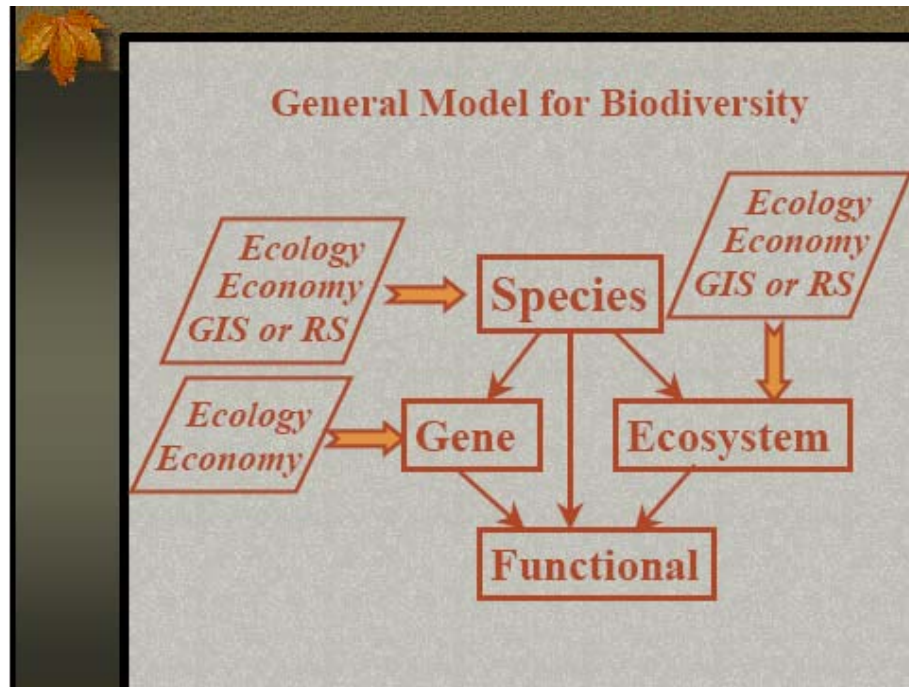 General Model for Biodiversity
Ecology
Economy
GIS or RS
Species
Ecology
Economy
GIS or RS
Ecology
Economy
Gene
Ecosystem
Functional